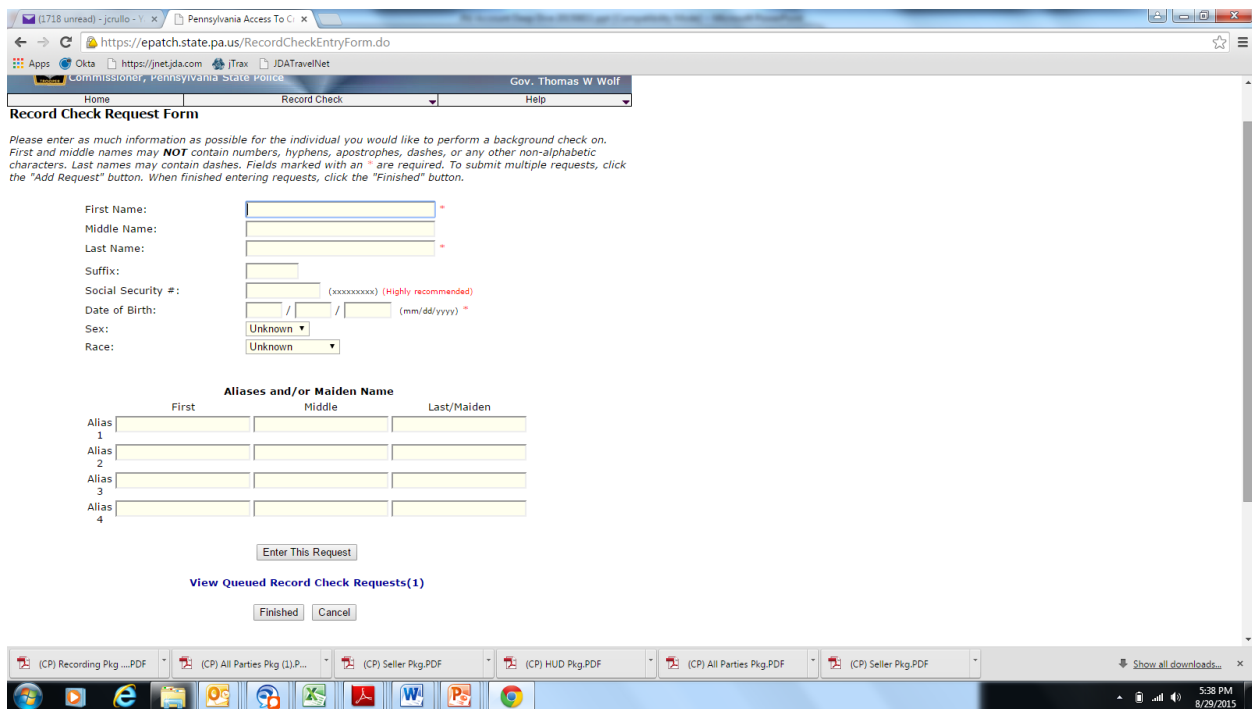 (1718 unread) - jcrullo - Y
Pennsylvania Access To Cr
https://epatch.state.pa.us/RecordCheckEntryForm.do
Apps Okta https://jnet.jda.com jTrax JDATravelNet
Commissioner, Pennsylvania State Police
Gov. Thomas W Wolf
Home Record Check Help
Record Check Request Form
Please enter as much information as possible for the individual you would like to perform a background check on.
First and middle names may NOT contain numbers, hyphens, apostrophes, dashes, or any other non-alphabetic
characters. Last names may contain dashes. Fields marked with an * are required. To submit multiple requests, click
the "Add Request" button. When finished entering requests, click the "Finished" button.
First Name: *
Middle Name:
Last Name: *
Suffix:
Social Security #: (xxxxxxxxx) (Highly recommended)
Date of Birth: / / (mm/dd/yyyy) *
Sex: Unknown
Race: Unknown
Aliases and/or Maiden Name
First Middle Last/Maiden
Alias
1
Alias
2
Alias
3
Alias
4
Enter This Request
View Queued Record Check Requests(1)
Finished Cancel
(CP) Recording Pkg ....PDF (CP) All Parties Pkg (1).P... (CP) Seller Pkg.PDF (CP) HUD Pkg.PDF (CP) All Parties Pkg.PDF (CP) Seller Pkg.PDF Show all downloads...
5:38 PM
8/29/2015